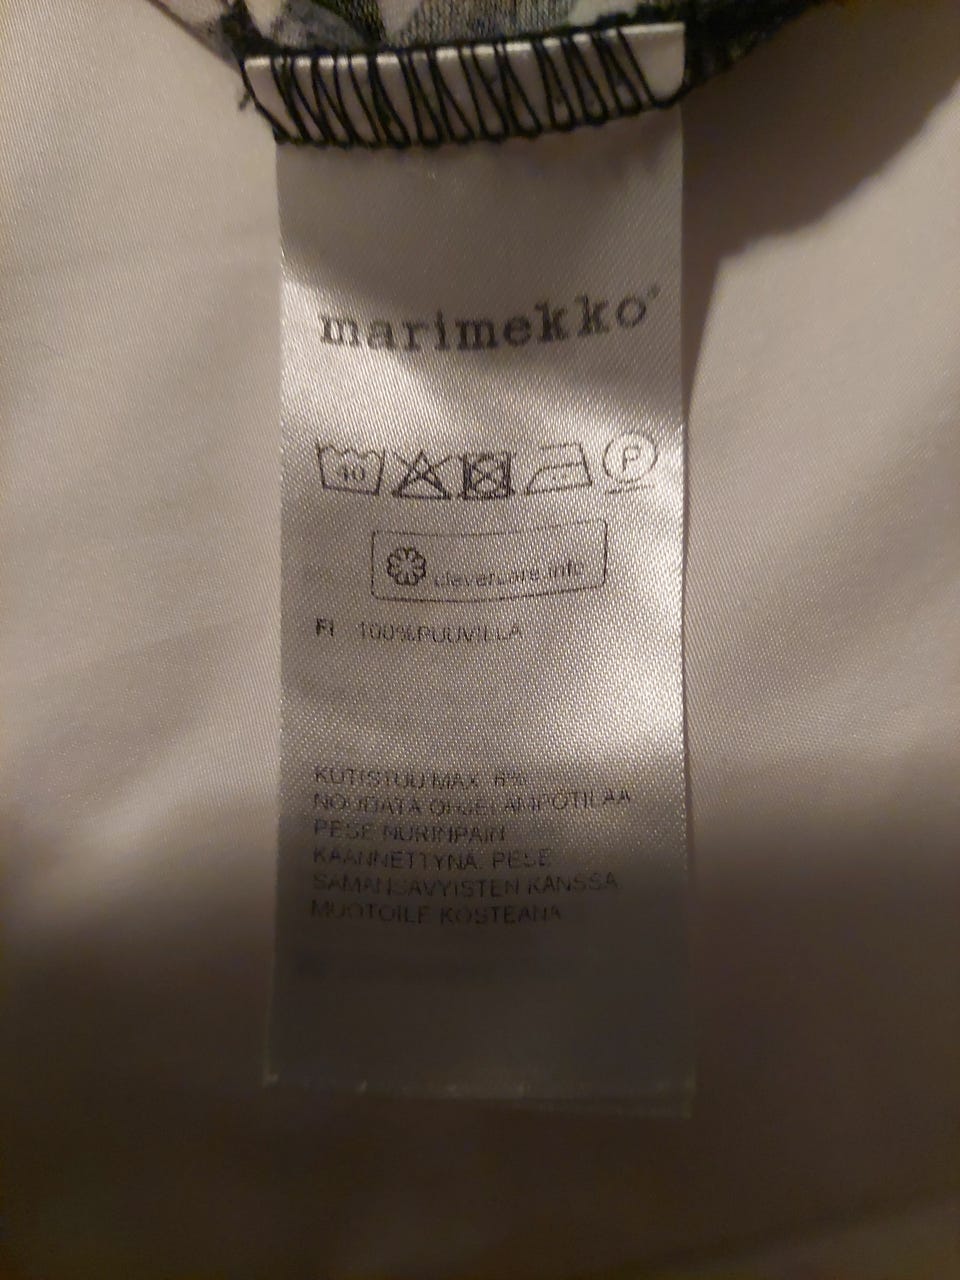 marimekko®
40 P
clevercare.info
FI 100%PUUVILLA
KUTISTUU MAX. 6%
NOUDATA OHJELÄMPÖTILAA
PESE NURINPÄIN
KÄÄNNETTYNÄ. PESE
SAMANSÄVYISTEN KANSSA
MUOTOILE KOSTEANA